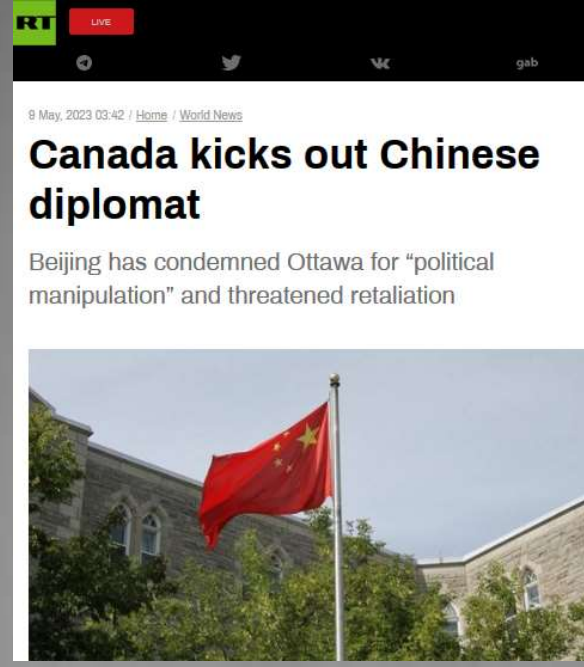 RT
LIVE
gab
9 May, 2023 03:42 / Home / World News
Canada kicks out Chinese
diplomat
Beijing has condemned Ottawa for “political
manipulation” and threatened retaliation